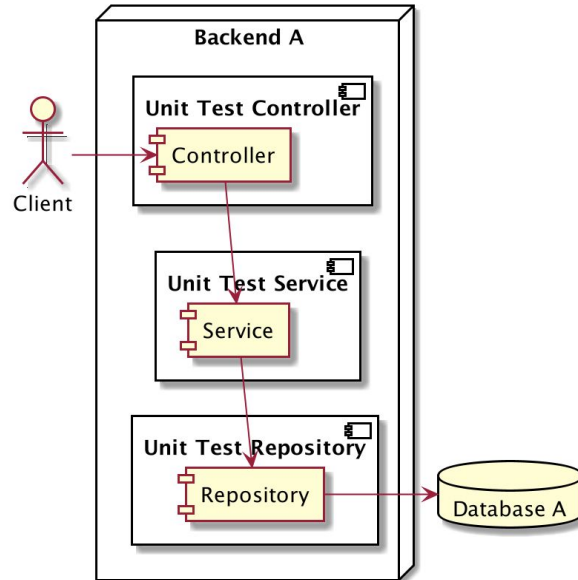 Backend A
Unit Test Controller
Controller
Client
Unit Test Service
Service
Unit Test Repository
Repository
Database A